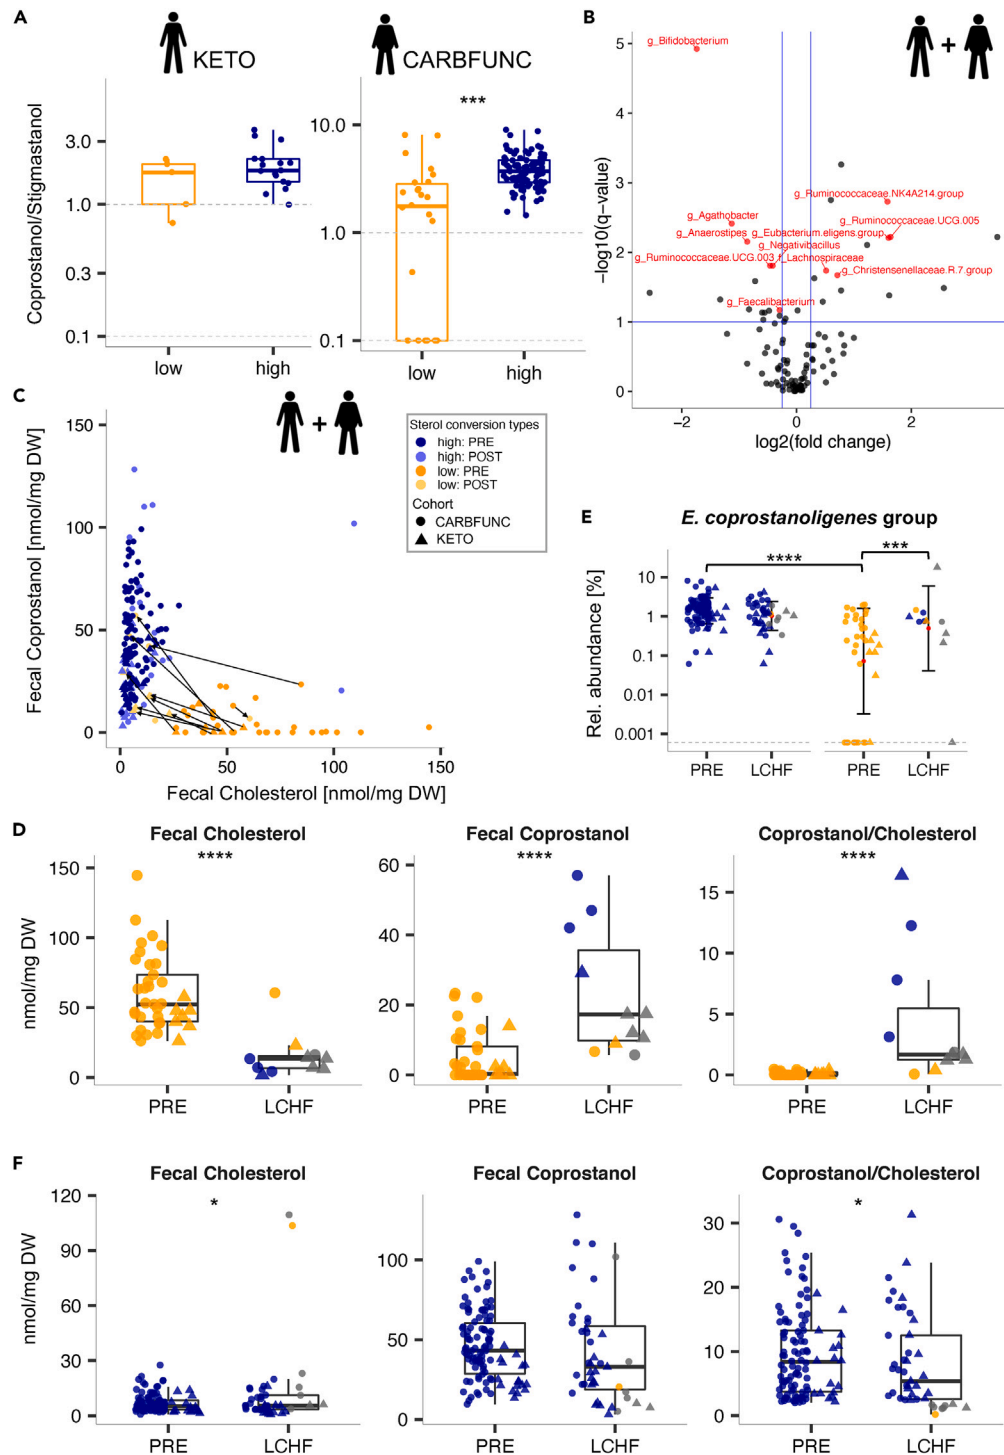 A
KETO
CARBFUNC
Coprostanol/Stigmastanol
3.0
1.0
0.3
0.1
low
high
***
10.0
1.0
0.1
low
high
B
g_Bifidobacterium
g_Ruminococcaceae.NK4A214.group
g_Agathobacter
g_Ruminococcaceae.UCG.005
g_Anaerostipes
g_Eubacterium.eligens.group
g_Negativibacillus
g_Ruminococcaceae.UCG.003
f_Lachnospiraceae
g_Christensenellaceae.R.7.group
g_Faecalibacterium
-log10(q-value)
5
4
3
2
1
0
-2
0
2
log2(fold change)
C
Fecal Coprostanol [nmol/mg DW]
150
100
50
0
0
50
100
150
Fecal Cholesterol [nmol/mg DW]
Sterol conversion types
high: PRE
high: POST
low: PRE
low: POST
Cohort
CARBFUNC
KETO
E
E. coprostanoligenes group
****
***
Rel. abundance [%]
10
1
0.1
0.01
0.001
PRE
LCHF
PRE
LCHF
D
Fecal Cholesterol
****
nmol/mg DW
150
100
50
0
PRE
LCHF
Fecal Coprostanol
****
60
40
20
0
PRE
LCHF
Coprostanol/Cholesterol
****
15
10
5
0
PRE
LCHF
F
Fecal Cholesterol
*
nmol/mg DW
120
90
60
30
0
PRE
LCHF
Fecal Coprostanol
100
50
0
PRE
LCHF
Coprostanol/Cholesterol
*
30
20
10
0
PRE
LCHF